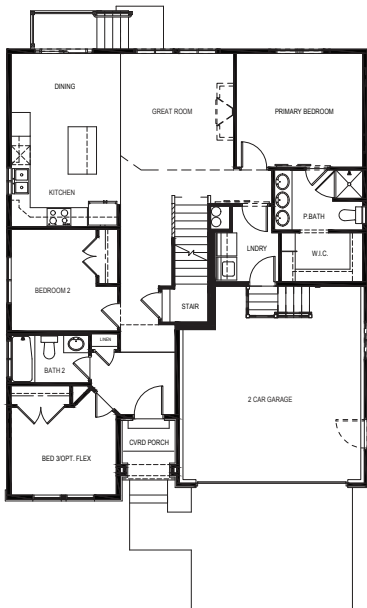 DINING
GREAT ROOM
PRIMARY BEDROOM
KITCHEN
P.BATH
LNDRY
W.I.C.
BEDROOM 2
STAIR
LINEN
BATH 2
2 CAR GARAGE
CVRD PORCH
BED 3/OPT. FLEX